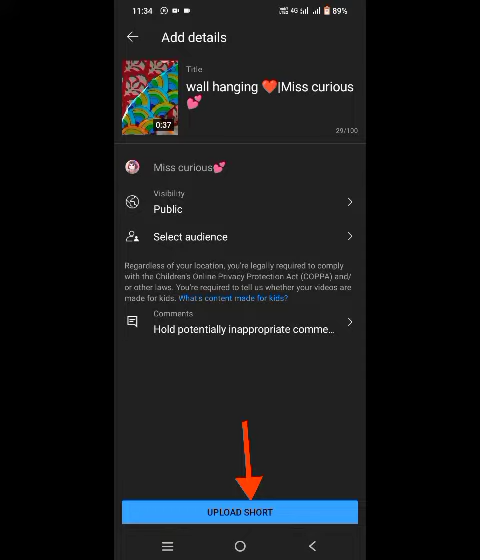 11:34 4G 89%
Add details
Title
wall hanging ❤️|Miss curious
💕
0:37
29/100
Miss curious💕
Visibility
Public
Select audience
Regardless of your location, you're legally required to comply
with the Children's Online Privacy Protection Act (COPPA) and/
or other laws. You're required to tell us whether your videos are
made for kids. What's content made for kids?
Comments
Hold potentially inappropriate comme...
UPLOAD SHORT